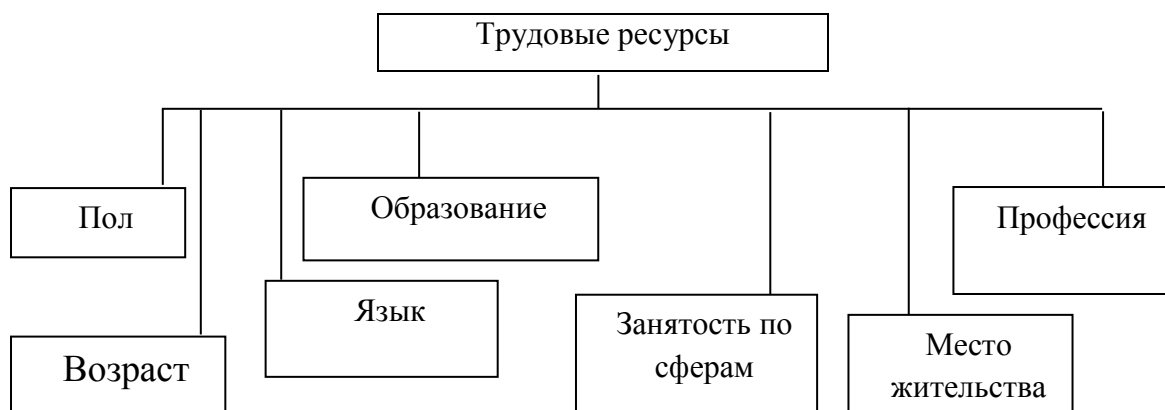 Трудовые ресурсы
Пол
Образование
Профессия
Язык
Занятость по
сферам
Место
жительства
Возраст